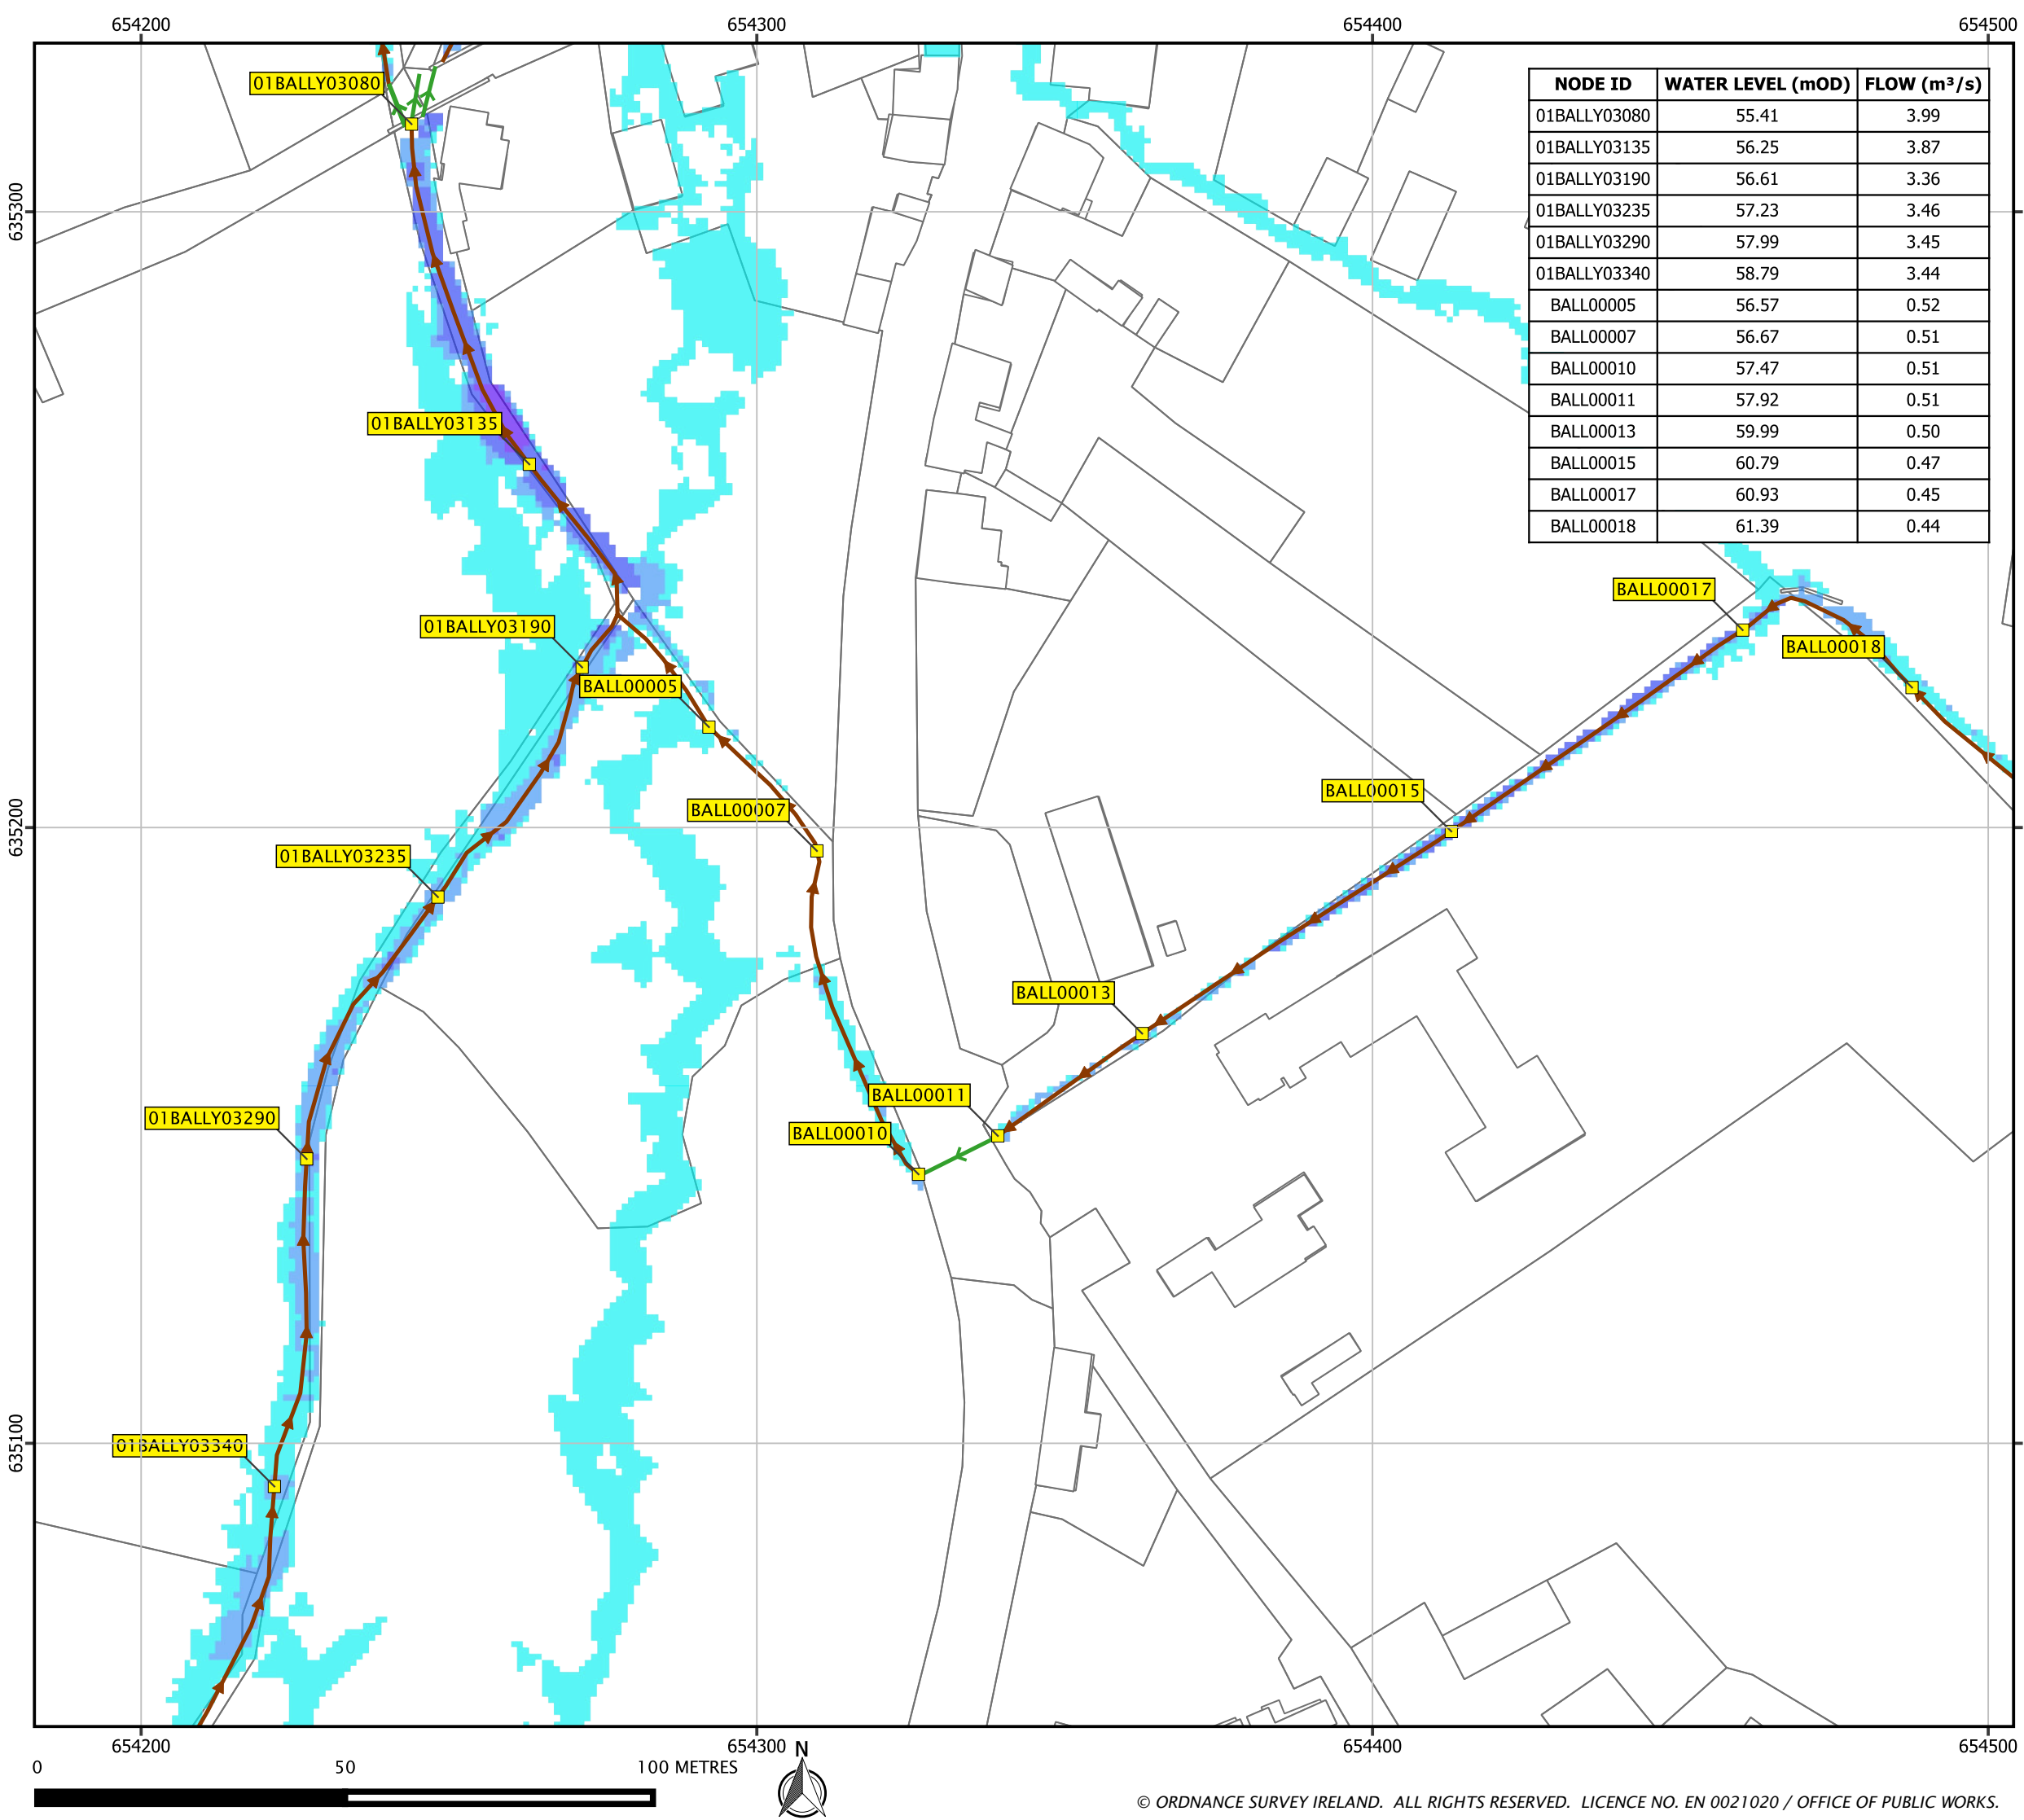 654200 654300 654400 654500
01BALLY03080
NODE ID WATER LEVEL (mOD) FLOW (m³/s)
01BALLY03080 55.41 3.99
01BALLY03135 56.25 3.87
01BALLY03190 56.61 3.36
01BALLY03235 57.23 3.46
01BALLY03290 57.99 3.45
01BALLY03340 58.79 3.44
BALL00005 56.57 0.52
BALL00007 56.67 0.51
BALL00010 57.47 0.51
BALL00011 57.92 0.51
BALL00013 59.99 0.50
BALL00015 60.79 0.47
BALL00017 60.93 0.45
BALL00018 61.39 0.44
635300
01BALLY03135
BALL00017
01BALLY03190
BALL00018
BALL00005
BALL00015
BALL00007
635200
01BALLY03235
BALL00013
BALL00011
01BALLY03290
BALL00010
01BALLY03340
635100
654200 654300 654400 654500
0 50 100 METRES
N
© ORDNANCE SURVEY IRELAND. ALL RIGHTS RESERVED. LICENCE NO. EN 0021020 / OFFICE OF PUBLIC WORKS.